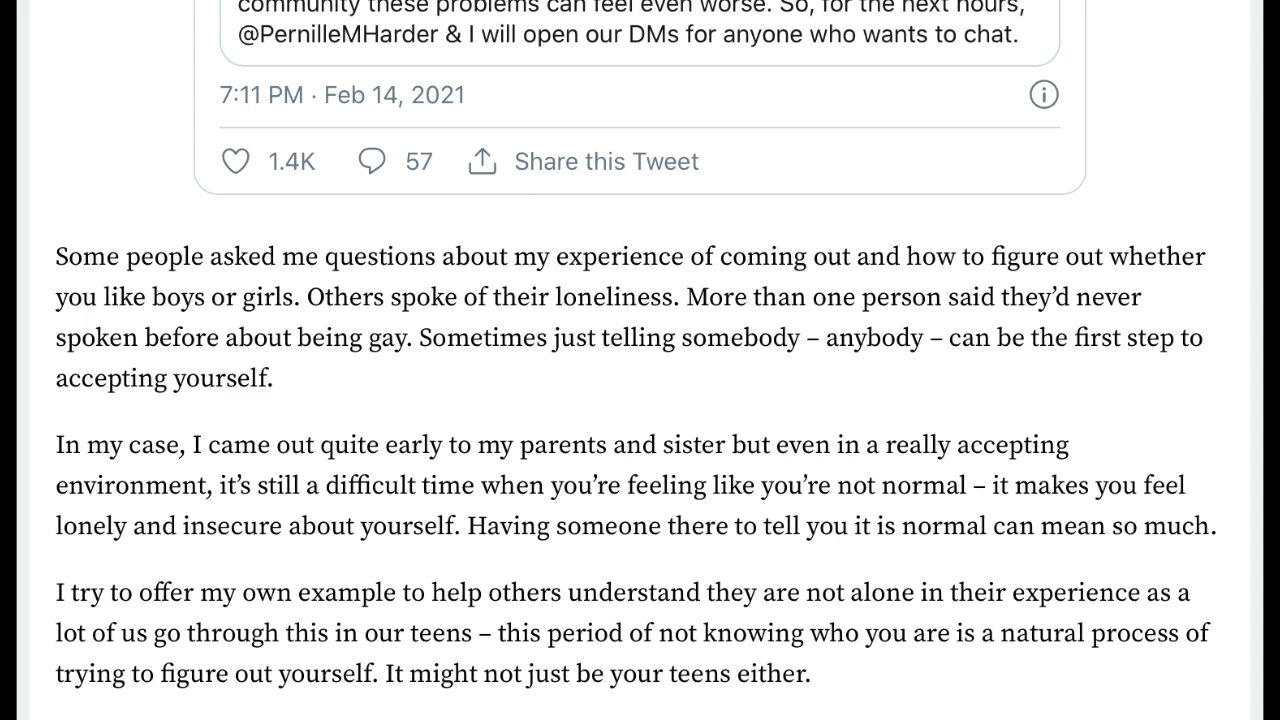 community these problems can feel even worse. So, for the next hours,
@PernilleMHarder & I will open our DMs for anyone who wants to chat.
7:11 PM · Feb 14, 2021
1.4K 57 Share this Tweet
Some people asked me questions about my experience of coming out and how to figure out whether
you like boys or girls. Others spoke of their loneliness. More than one person said they’d never
spoken before about being gay. Sometimes just telling somebody – anybody – can be the first step to
accepting yourself.
In my case, I came out quite early to my parents and sister but even in a really accepting
environment, it’s still a difficult time when you’re feeling like you’re not normal – it makes you feel
lonely and insecure about yourself. Having someone there to tell you it is normal can mean so much.
I try to offer my own example to help others understand they are not alone in their experience as a
lot of us go through this in our teens – this period of not knowing who you are is a natural process of
trying to figure out yourself. It might not just be your teens either.